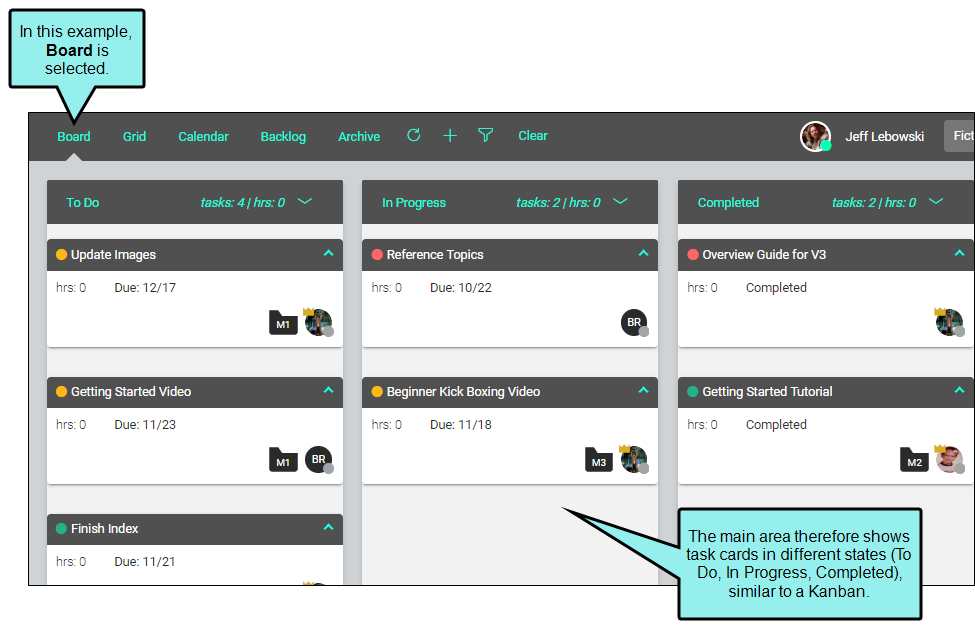 In this example,
Board is
selected.
Board Grid Calendar Backlog Archive Clear Jeff Lebowski Fict
To Do tasks: 4 | hrs: 0
In Progress tasks: 2 | hrs: 0
Completed tasks: 2 | hrs: 0
Update Images
hrs: 0 Due: 12/17
M1
Reference Topics
hrs: 0 Due: 10/22
BR
Overview Guide for V3
hrs: 0 Completed
Getting Started Video
hrs: 0 Due: 11/23
M1 BR
Beginner Kick Boxing Video
hrs: 0 Due: 11/18
M3
Getting Started Tutorial
hrs: 0 Completed
M2
Finish Index
hrs: 0 Due: 11/21
The main area therefore shows
task cards in different states (To
Do, In Progress, Completed),
similar to a Kanban.